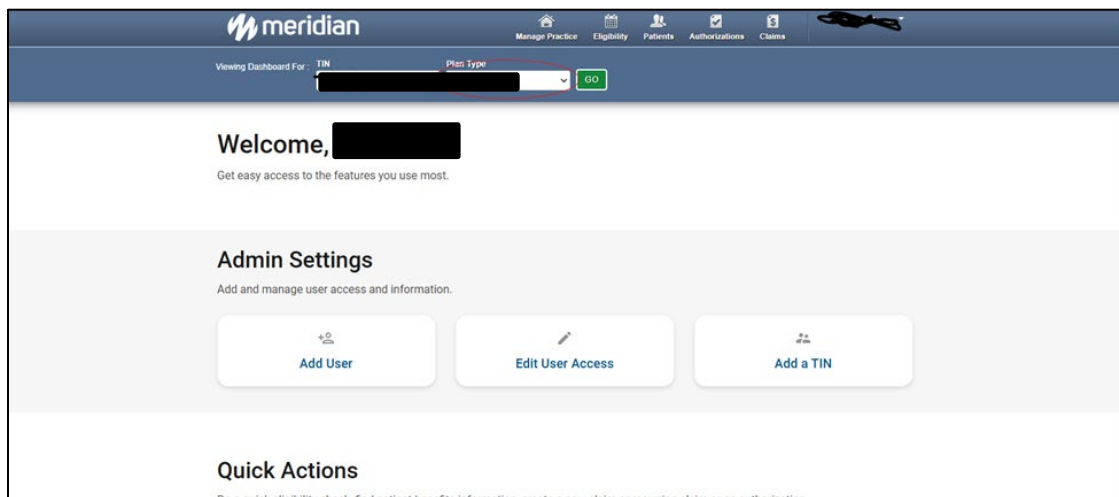 meridian
Manage Practice Eligibility Patients Authorizations Claims
Viewing Dashboard For : TIN Plan Type
GO
Welcome,
Get easy access to the features you use most.
Admin Settings
Add and manage user access and information.
Add User Edit User Access Add a TIN
Quick Actions